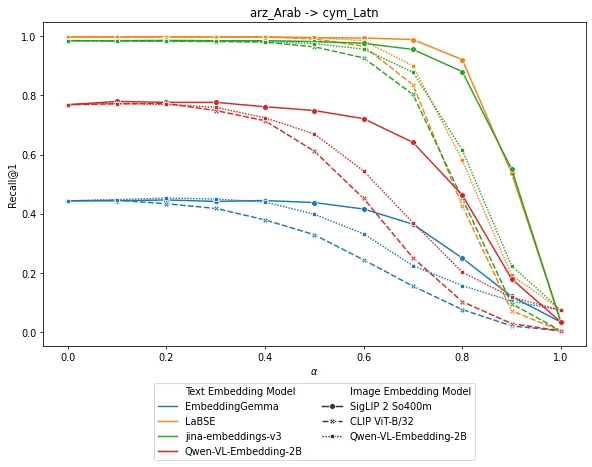 arz_Arab -> cym_Latn
1.0
0.8
0.6
0.4
0.2
0.0
Recall@1
0.0 0.2 0.4 0.6 0.8 1.0
α
Text Embedding Model
EmbeddingGemma
LaBSE
jina-embeddings-v3
Qwen-VL-Embedding-2B
Image Embedding Model
SigLIP 2 So400m
CLIP ViT-B/32
Qwen-VL-Embedding-2B